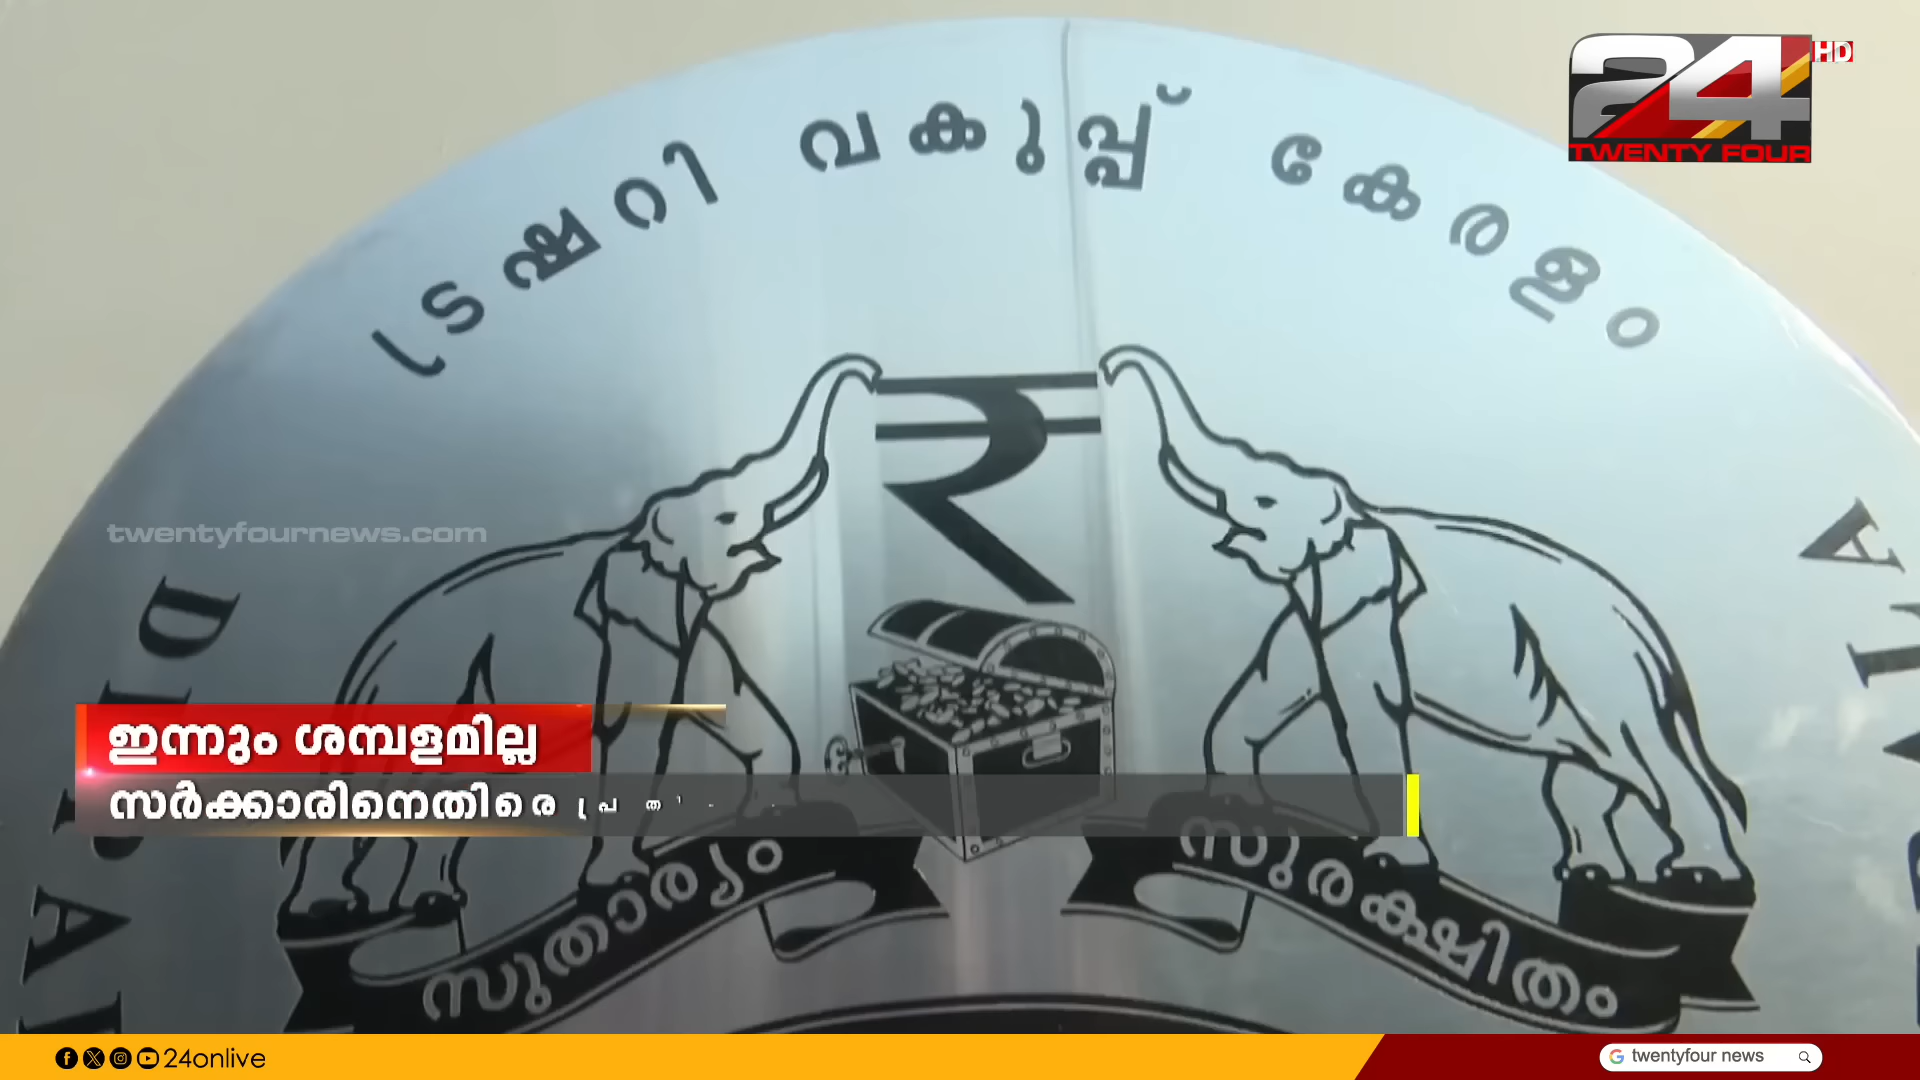 24 HD
TWENTY FOUR
ട്രഷറി വകുപ്പ് കേരളം
twentyfournews.com
ഇന്നും ശമ്പളമില്ല
സർക്കാരിനെതിരെ
സുതാര്യം
സുരക്ഷിതം
24onlive
twentyfour news